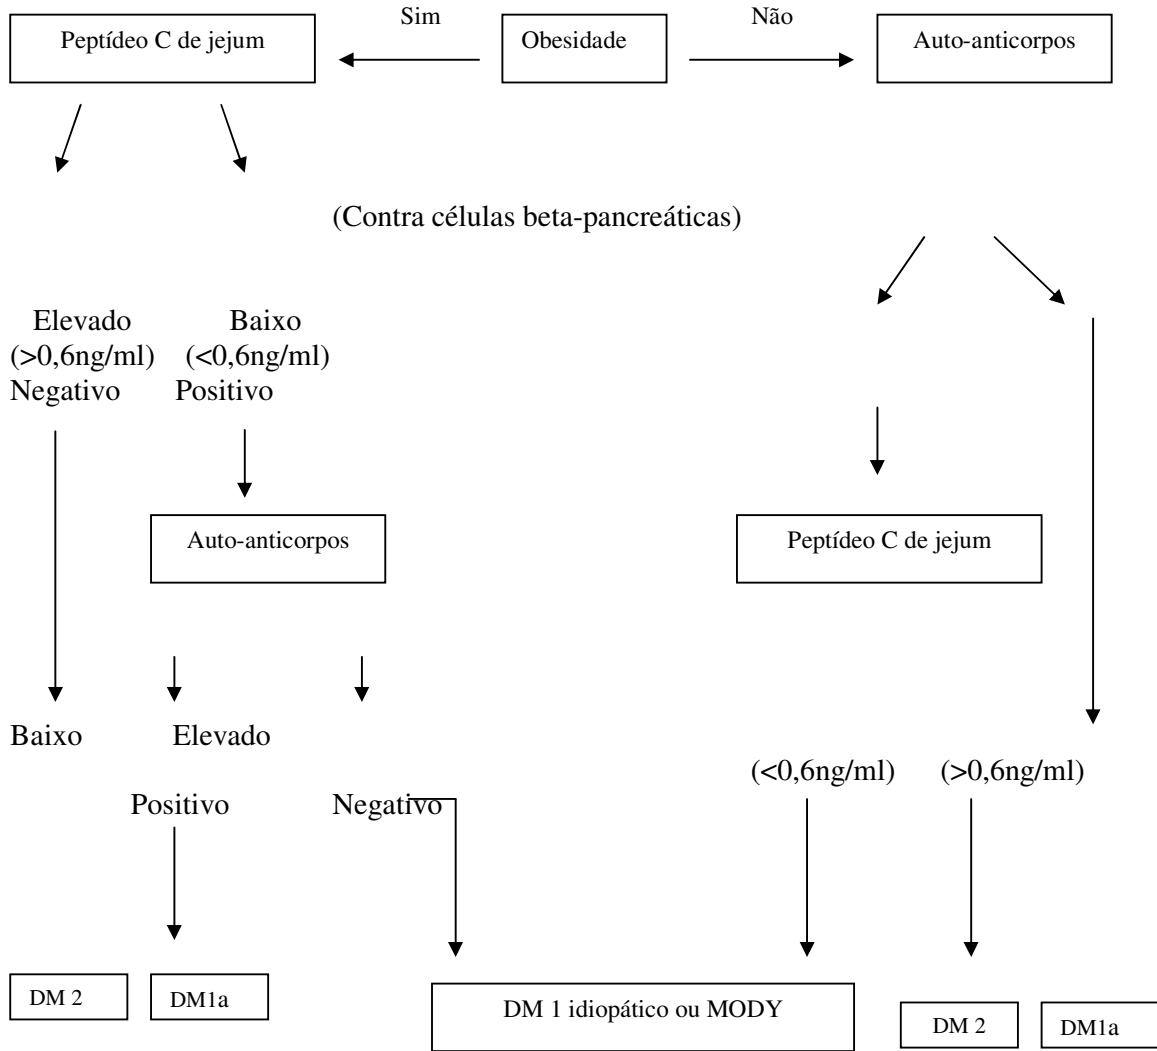 Sim Não
Peptídeo C de jejum Obesidade Auto-anticorpos
(Contra células beta-pancreáticas)
Elevado Baixo
(>0,6ng/ml) (<0,6ng/ml)
Negativo Positivo
Auto-anticorpos Peptídeo C de jejum
Baixo Elevado
(<0,6ng/ml) (>0,6ng/ml)
Positivo Negativo
DM 2 DM1a DM 1 idiopático ou MODY DM 2 DM1a